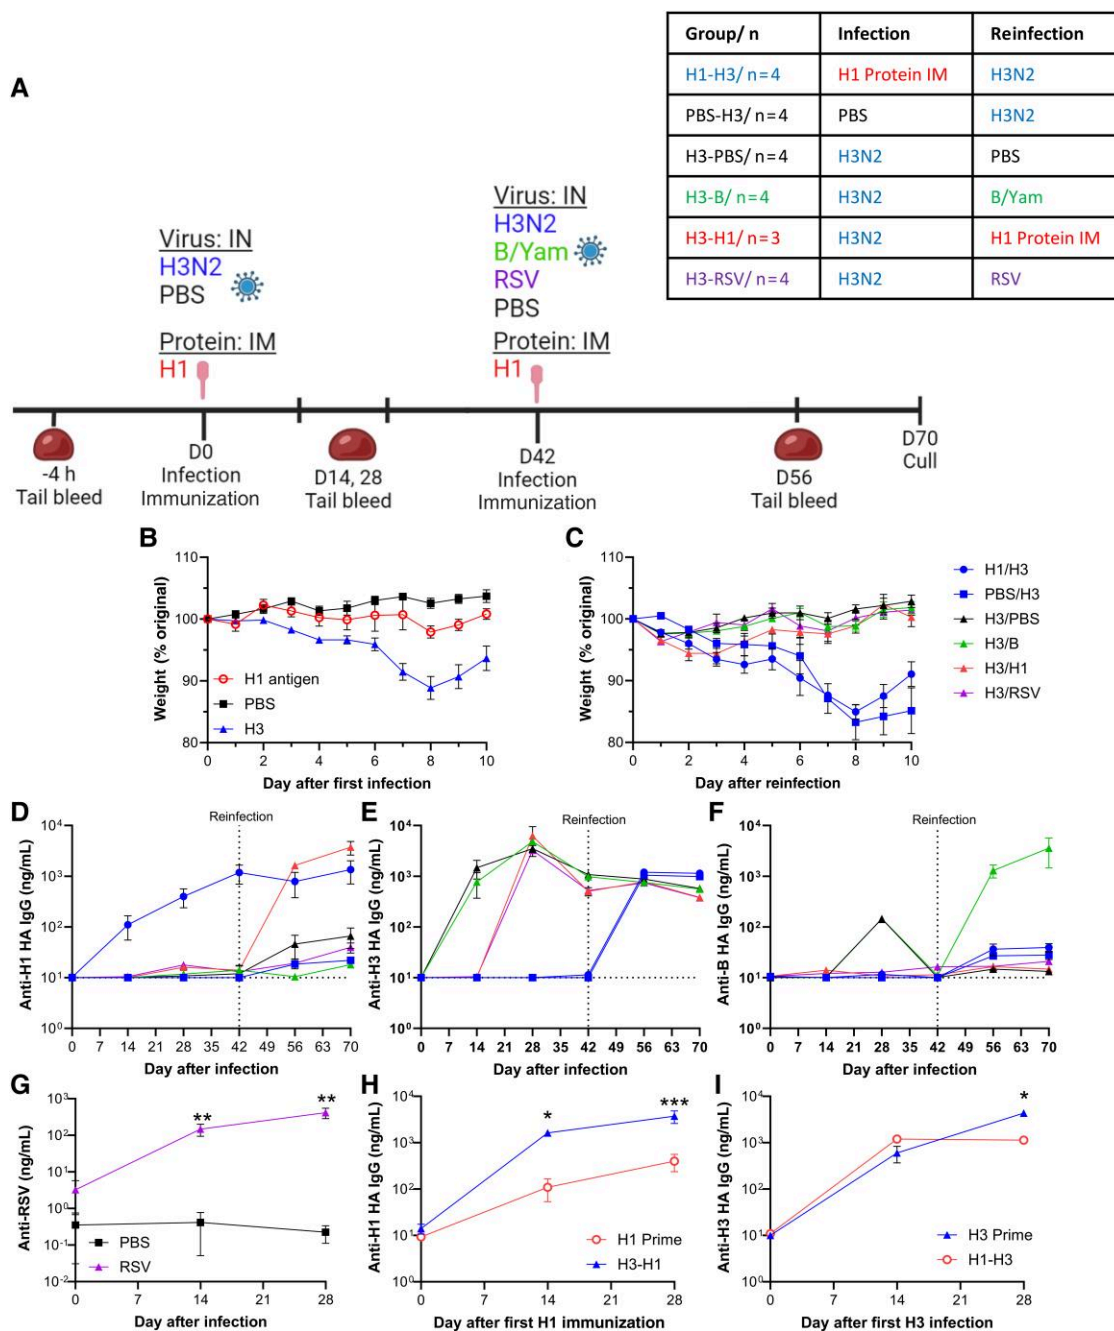 Group/ n Infection Reinfection
H1-H3/ n=4 H1 Protein IM H3N2
PBS-H3/ n=4 PBS H3N2
H3-PBS/ n=4 H3N2 PBS
H3-B/ n=4 H3N2 B/Yam
H3-H1/ n=3 H3N2 H1 Protein IM
H3-RSV/ n=4 H3N2 RSV
A
Virus: IN
H3N2
PBS
Protein: IM
H1
Virus: IN
H3N2
B/Yam
RSV
PBS
Protein: IM
H1
-4 h
Tail bleed
D0
Infection
Immunization
D14, 28
Tail bleed
D42
Infection
Immunization
D56
Tail bleed
D70
Cull
B
Weight (% original)
110
100
90
80
H1 antigen
PBS
H3
0 2 4 6 8 10
Day after first infection
C
Weight (% original)
110
100
90
80
0 2 4 6 8 10
Day after reinfection
H1/H3
PBS/H3
H3/PBS
H3/B
H3/H1
H3/RSV
D
Reinfection
Anti-H1 HA IgG (ng/mL)
10⁴
10³
10²
10¹
10⁰
0 7 14 21 28 35 42 49 56 63 70
Day after infection
E
Reinfection
Anti-H3 HA IgG (ng/mL)
10⁴
10³
10²
10¹
10⁰
0 7 14 21 28 35 42 49 56 63 70
Day after infection
F
Reinfection
Anti-B HA IgG (ng/mL)
10⁴
10³
10²
10¹
10⁰
0 7 14 21 28 35 42 49 56 63 70
Day after infection
G
Anti-RSV (ng/mL)
10³
10²
10¹
10⁰
10⁻¹
10⁻²
** **
PBS
RSV
0 7 14 21 28
Day after infection
H
Anti-H1 HA IgG (ng/mL)
10⁴
10³
10²
10¹
10⁰
* ***
H1 Prime
H3-H1
0 7 14 21 28
Day after first H1 immunization
I
Anti-H3 HA IgG (ng/mL)
10⁴
10³
10²
10¹
10⁰
*
H3 Prime
H1-H3
0 7 14 21 28
Day after first H3 infection